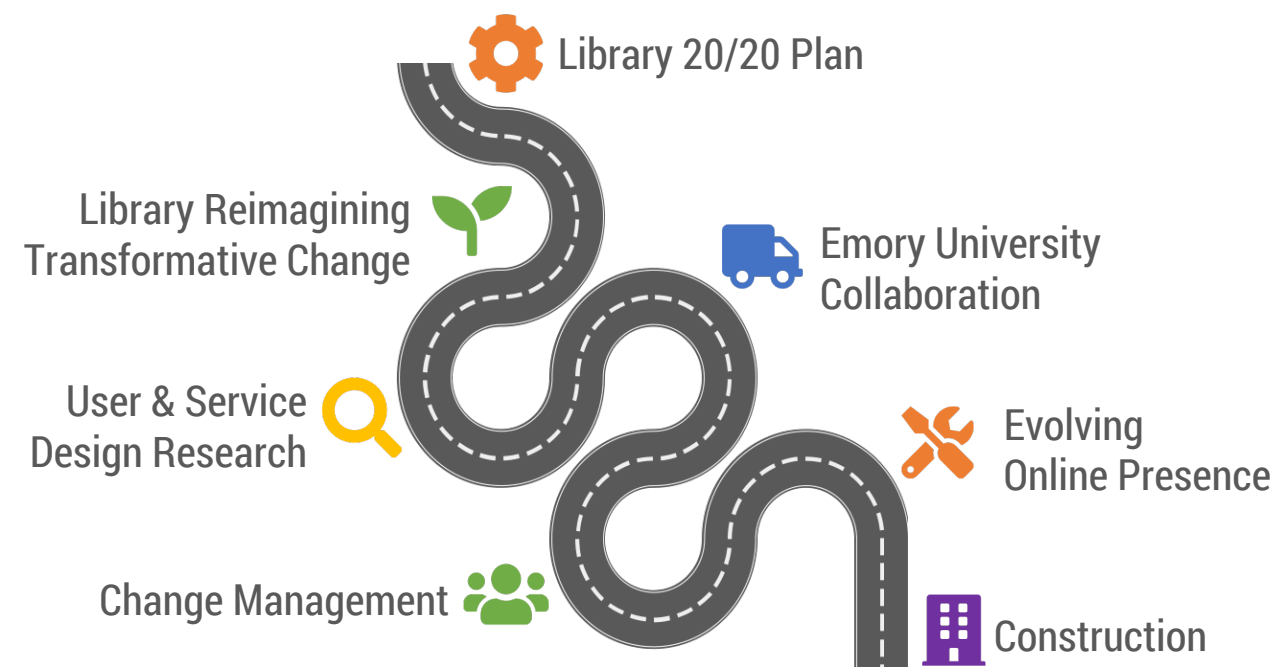 Library 20/20 Plan
Library Reimagining
Transformative Change
Emory University
Collaboration
User & Service
Design Research
Evolving
Online Presence
Change Management
Construction